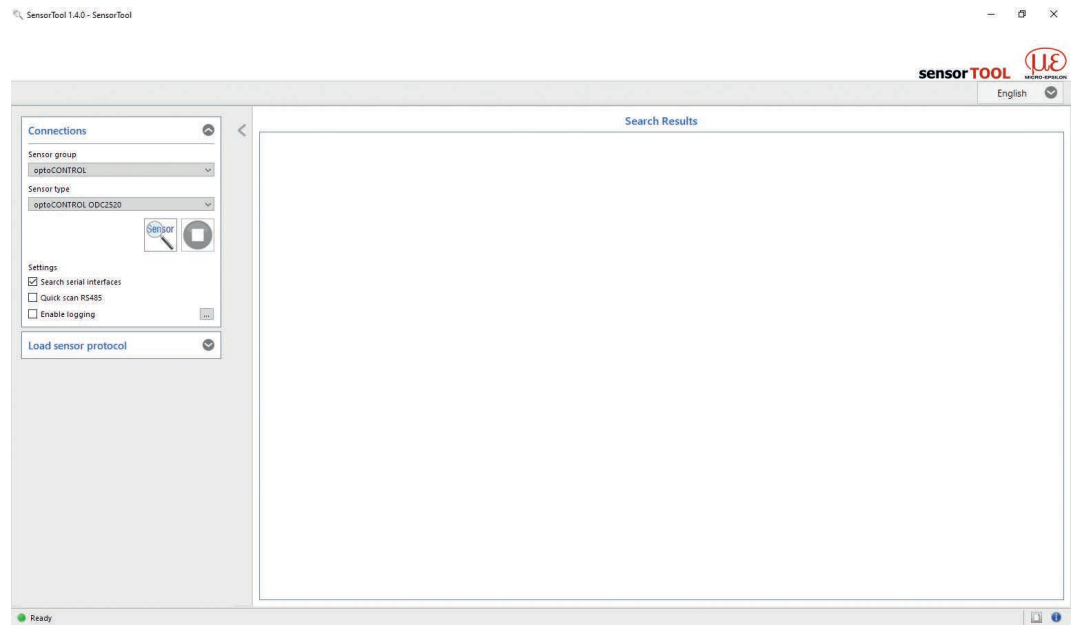 SensorTool 1.4.0 - SensorTool
sensorTOOL
με
MICRO-EPSILON
English
Connections
Sensor group
optoCONTROL
Sensor type
optoCONTROL ODC2520
Sensor
Settings
Search serial interfaces
Quick scan RS485
Enable logging
...
Load sensor protocol
Search Results
Ready